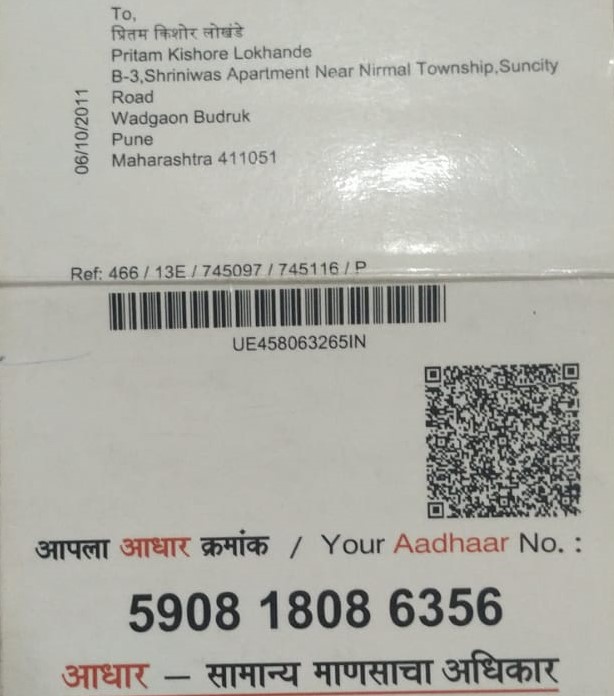 To,
प्रितम किशोर लोखंडे
Pritam Kishore Lokhande
B-3,Shriniwas Apartment Near Nirmal Township,Suncity
Road
Wadgaon Budruk
Pune
Maharashtra 411051
06/10/2011
Ref: 466 / 13E / 745097 / 745116 / P
UE458063265IN
आपला आधार क्रमांक / Your Aadhaar No. :
5908 1808 6356
आधार – सामान्य माणसाचा अधिकार